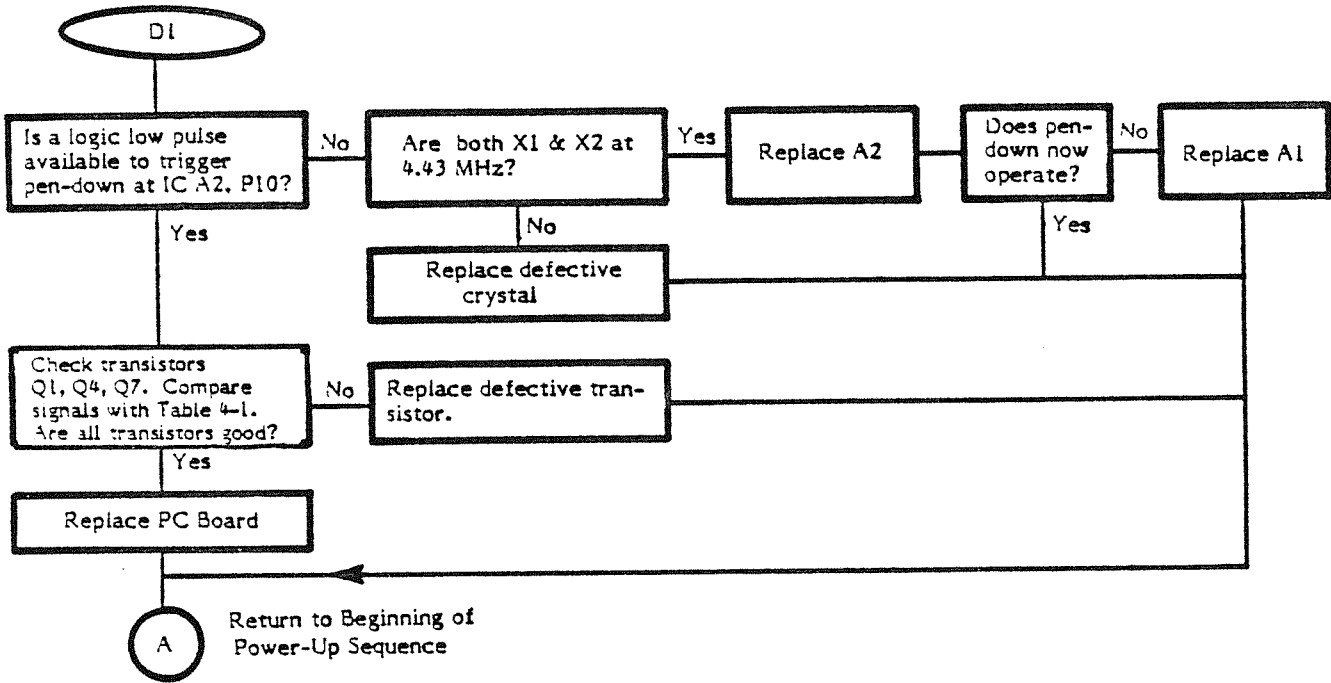 D1
Is a logic low pulse
available to trigger
pen-down at IC A2, P10?
No
Are both X1 & X2 at
4.43 MHz?
Yes
Replace A2
Does pen-
down now
operate?
No
Replace A1
Yes
No
Yes
Replace defective
crystal
Check transistors
Q1, Q4, Q7. Compare
signals with Table 4-1.
Are all transistors good?
No
Replace defective tran-
sistor.
Yes
Replace PC Board
A
Return to Beginning of
Power-Up Sequence